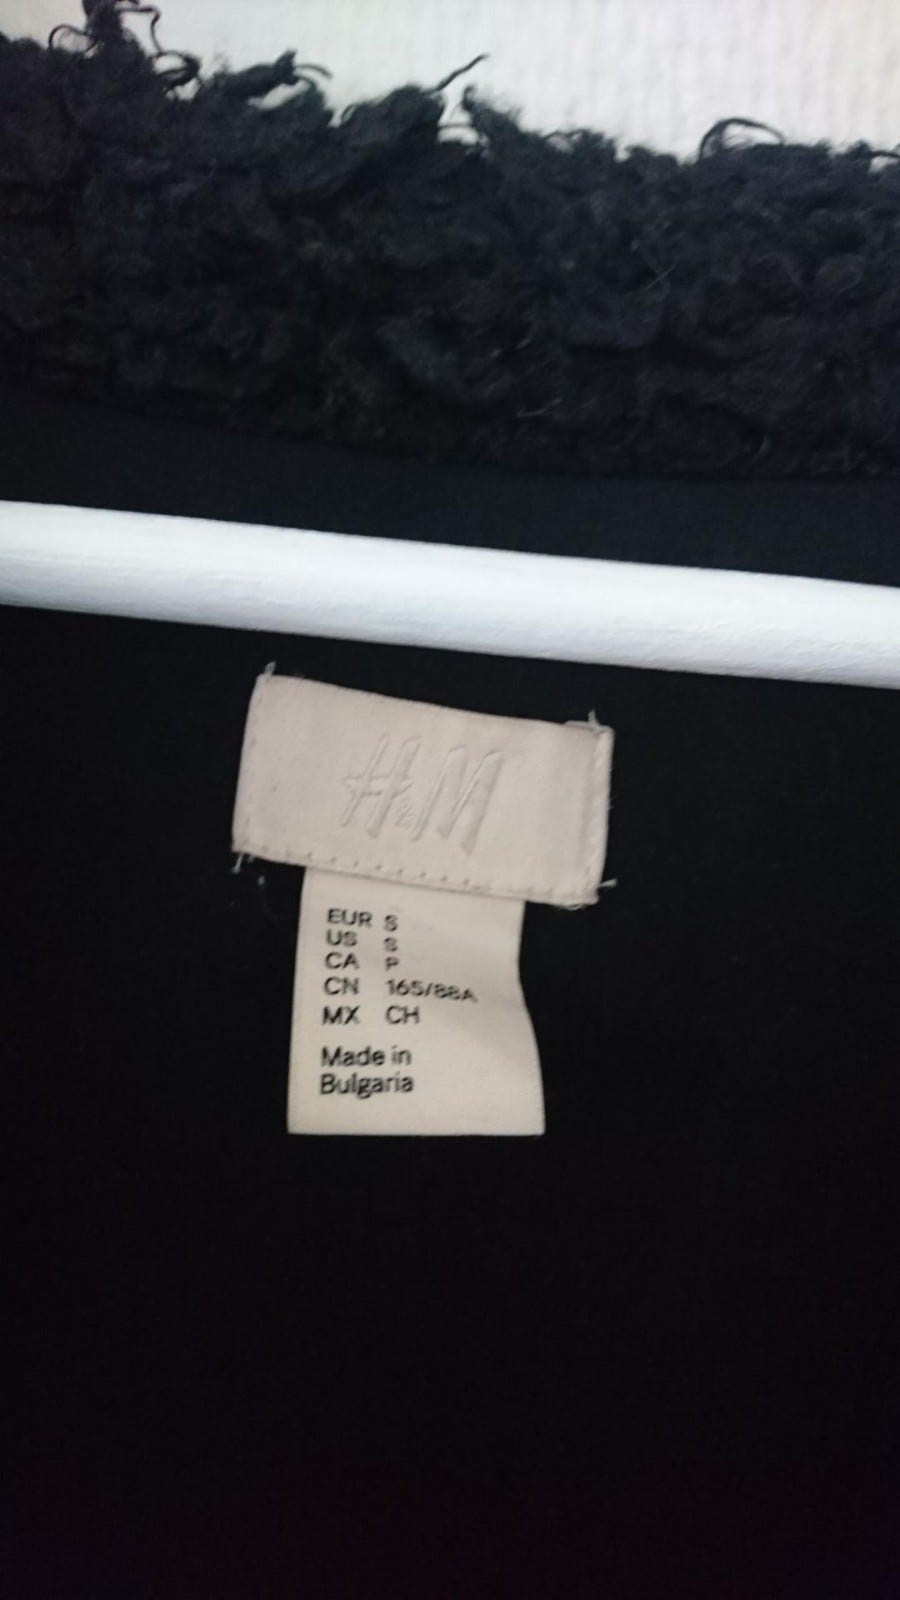 H&M
EUR S
US S
CA P
CN 165/88A
MX CH
Made in
Bulgaria